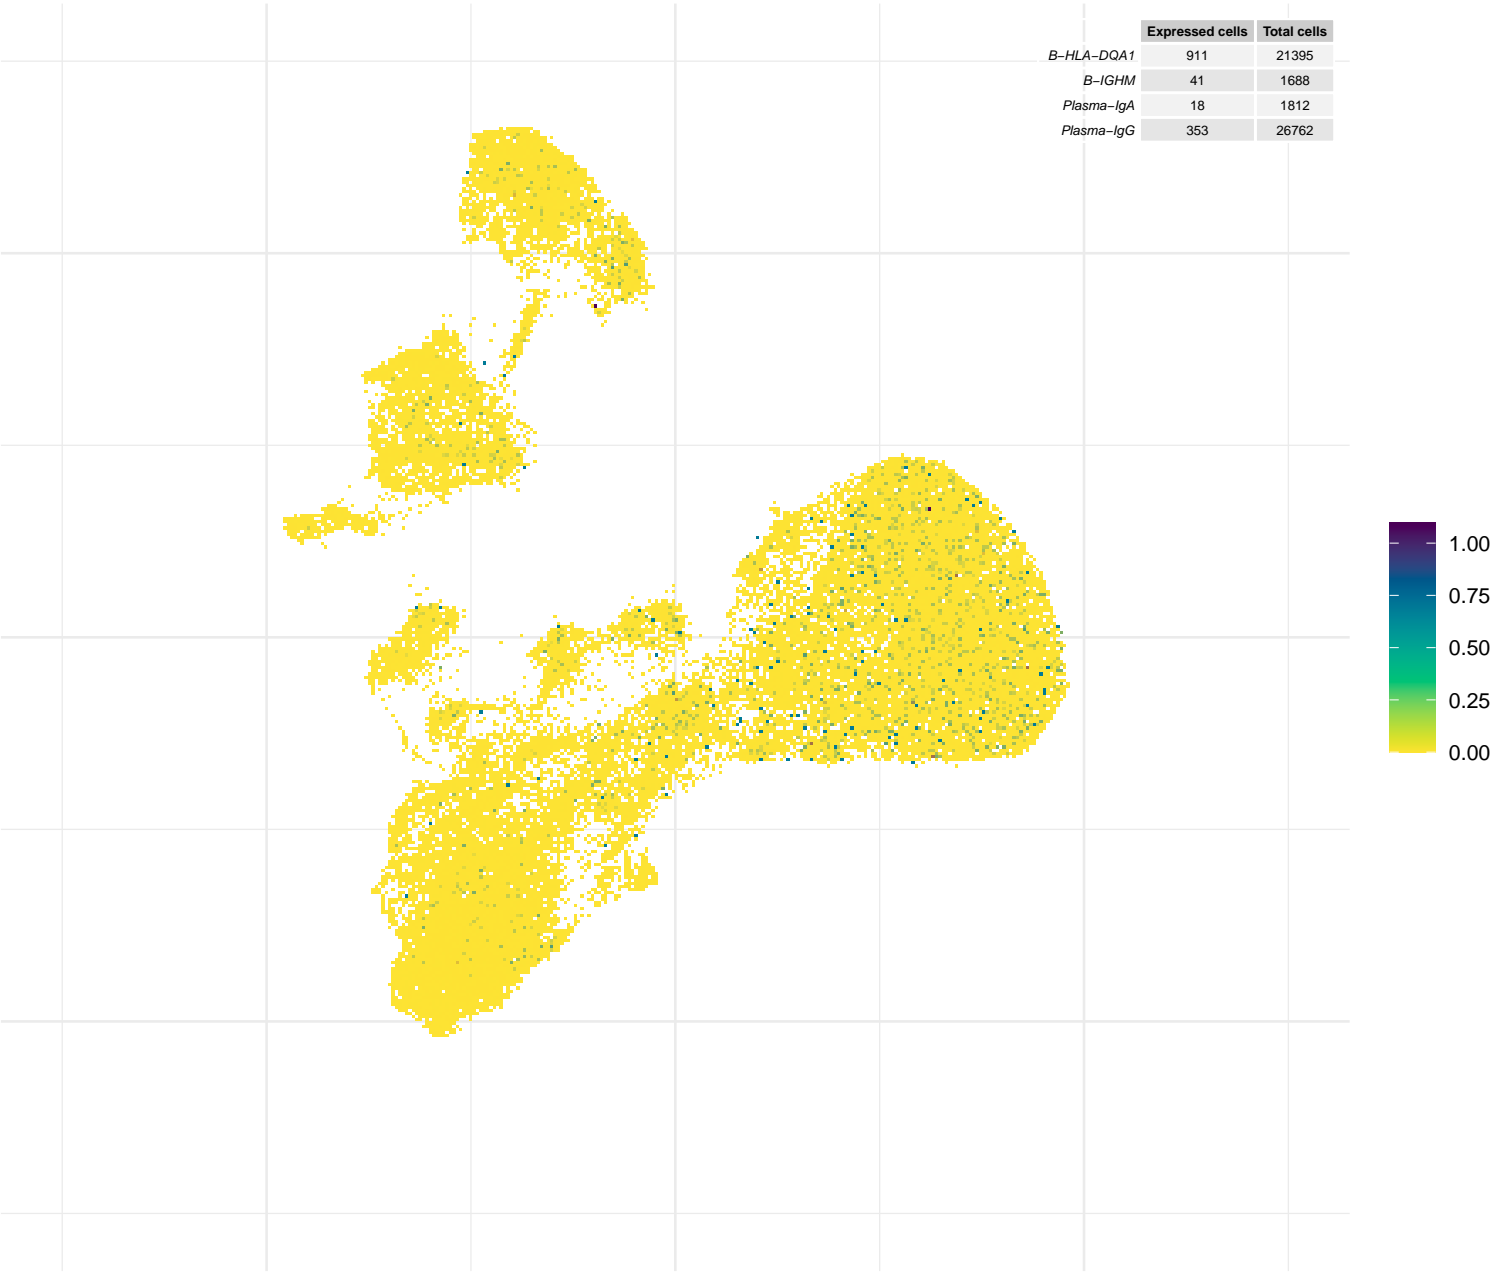 Expressed cells Total cells
B−HLA−DQA1 911 21395
B−IGHM 41 1688
Plasma−IgA 18 1812
Plasma−IgG 353 26762
1.00
0.75
0.50
0.25
0.00